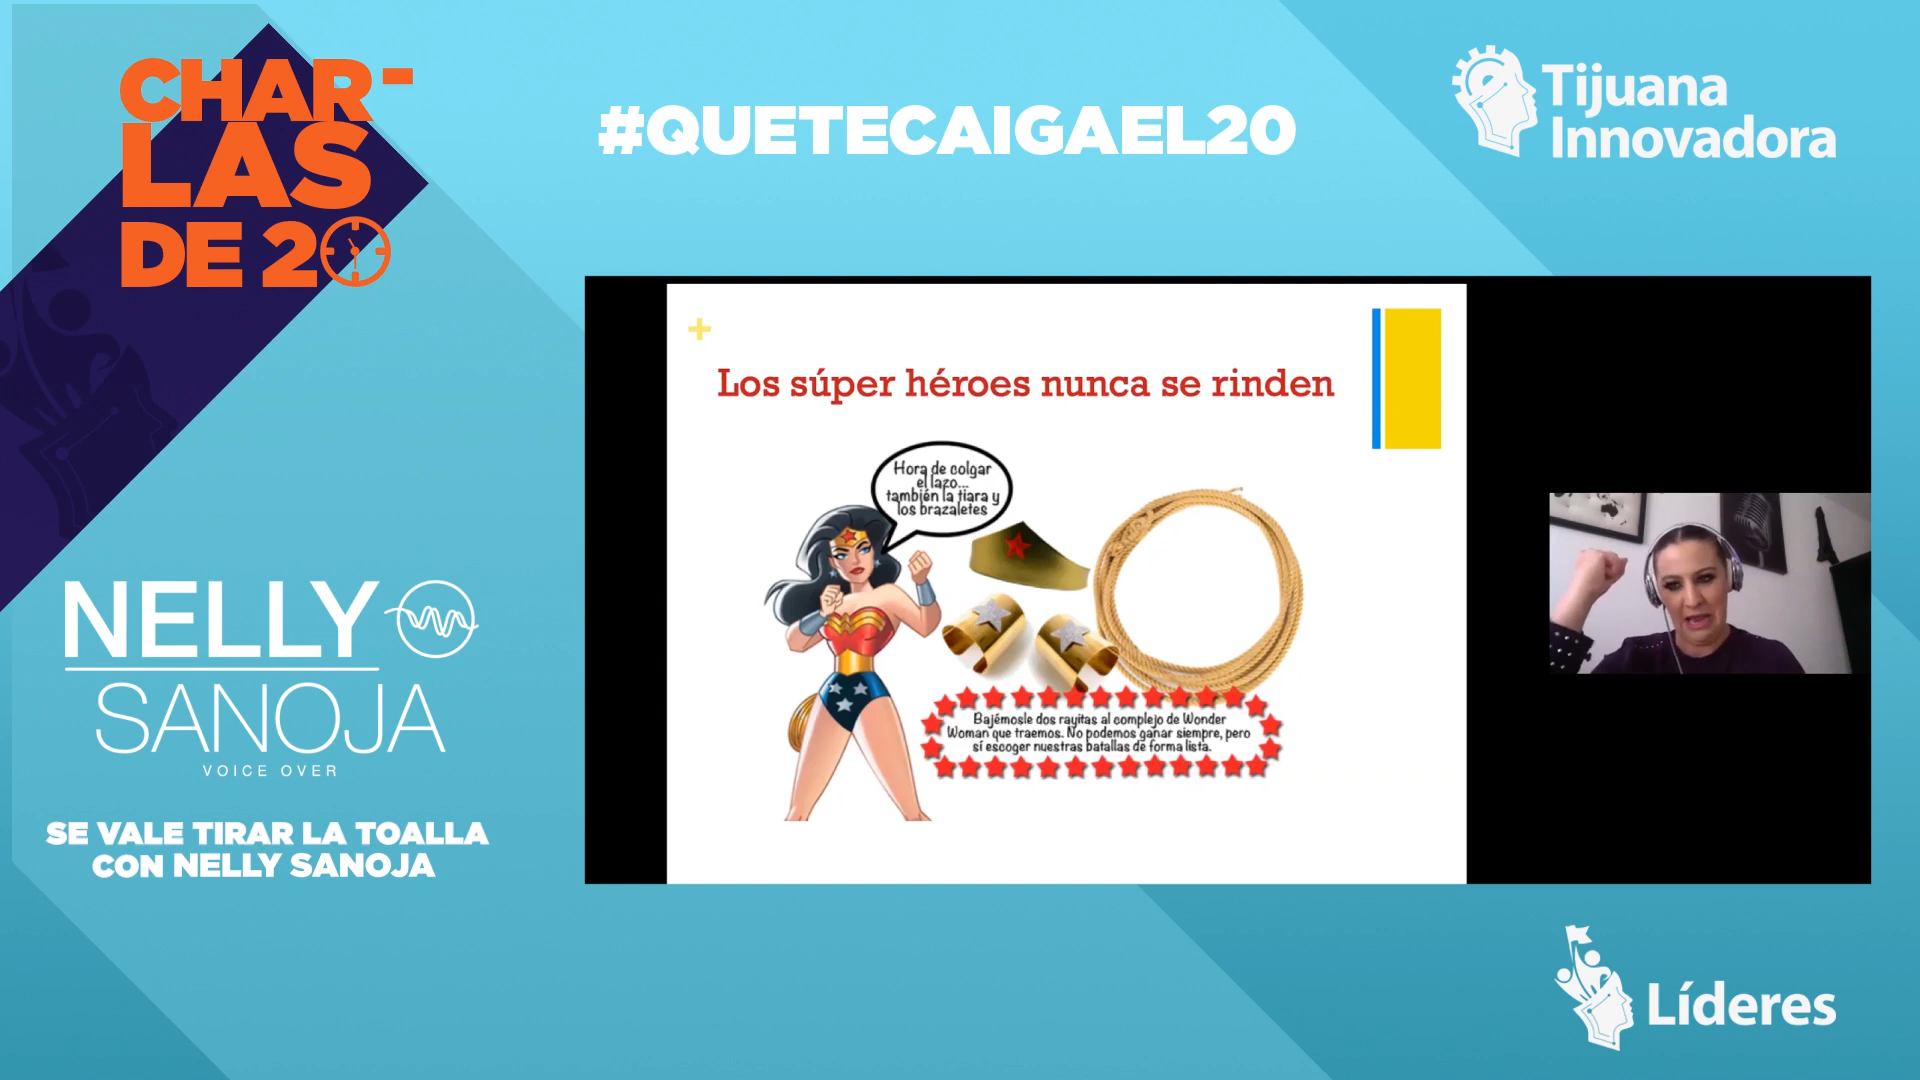 CHAR-
LAS
DE 20
#QUETECAIGAEL20
Tijuana
Innovadora
+
Los súper héroes nunca se rinden
Hora de colgar
el lazo...
también la tiara y
los brazaletes
Bajémosle dos rayitas al complejo de Wonder
Woman que traemos. No podemos ganar siempre, pero
sí escoger nuestras batallas de forma lista.
NELLY
SANOJA
VOICE OVER
SE VALE TIRAR LA TOALLA
CON NELLY SANOJA
Líderes